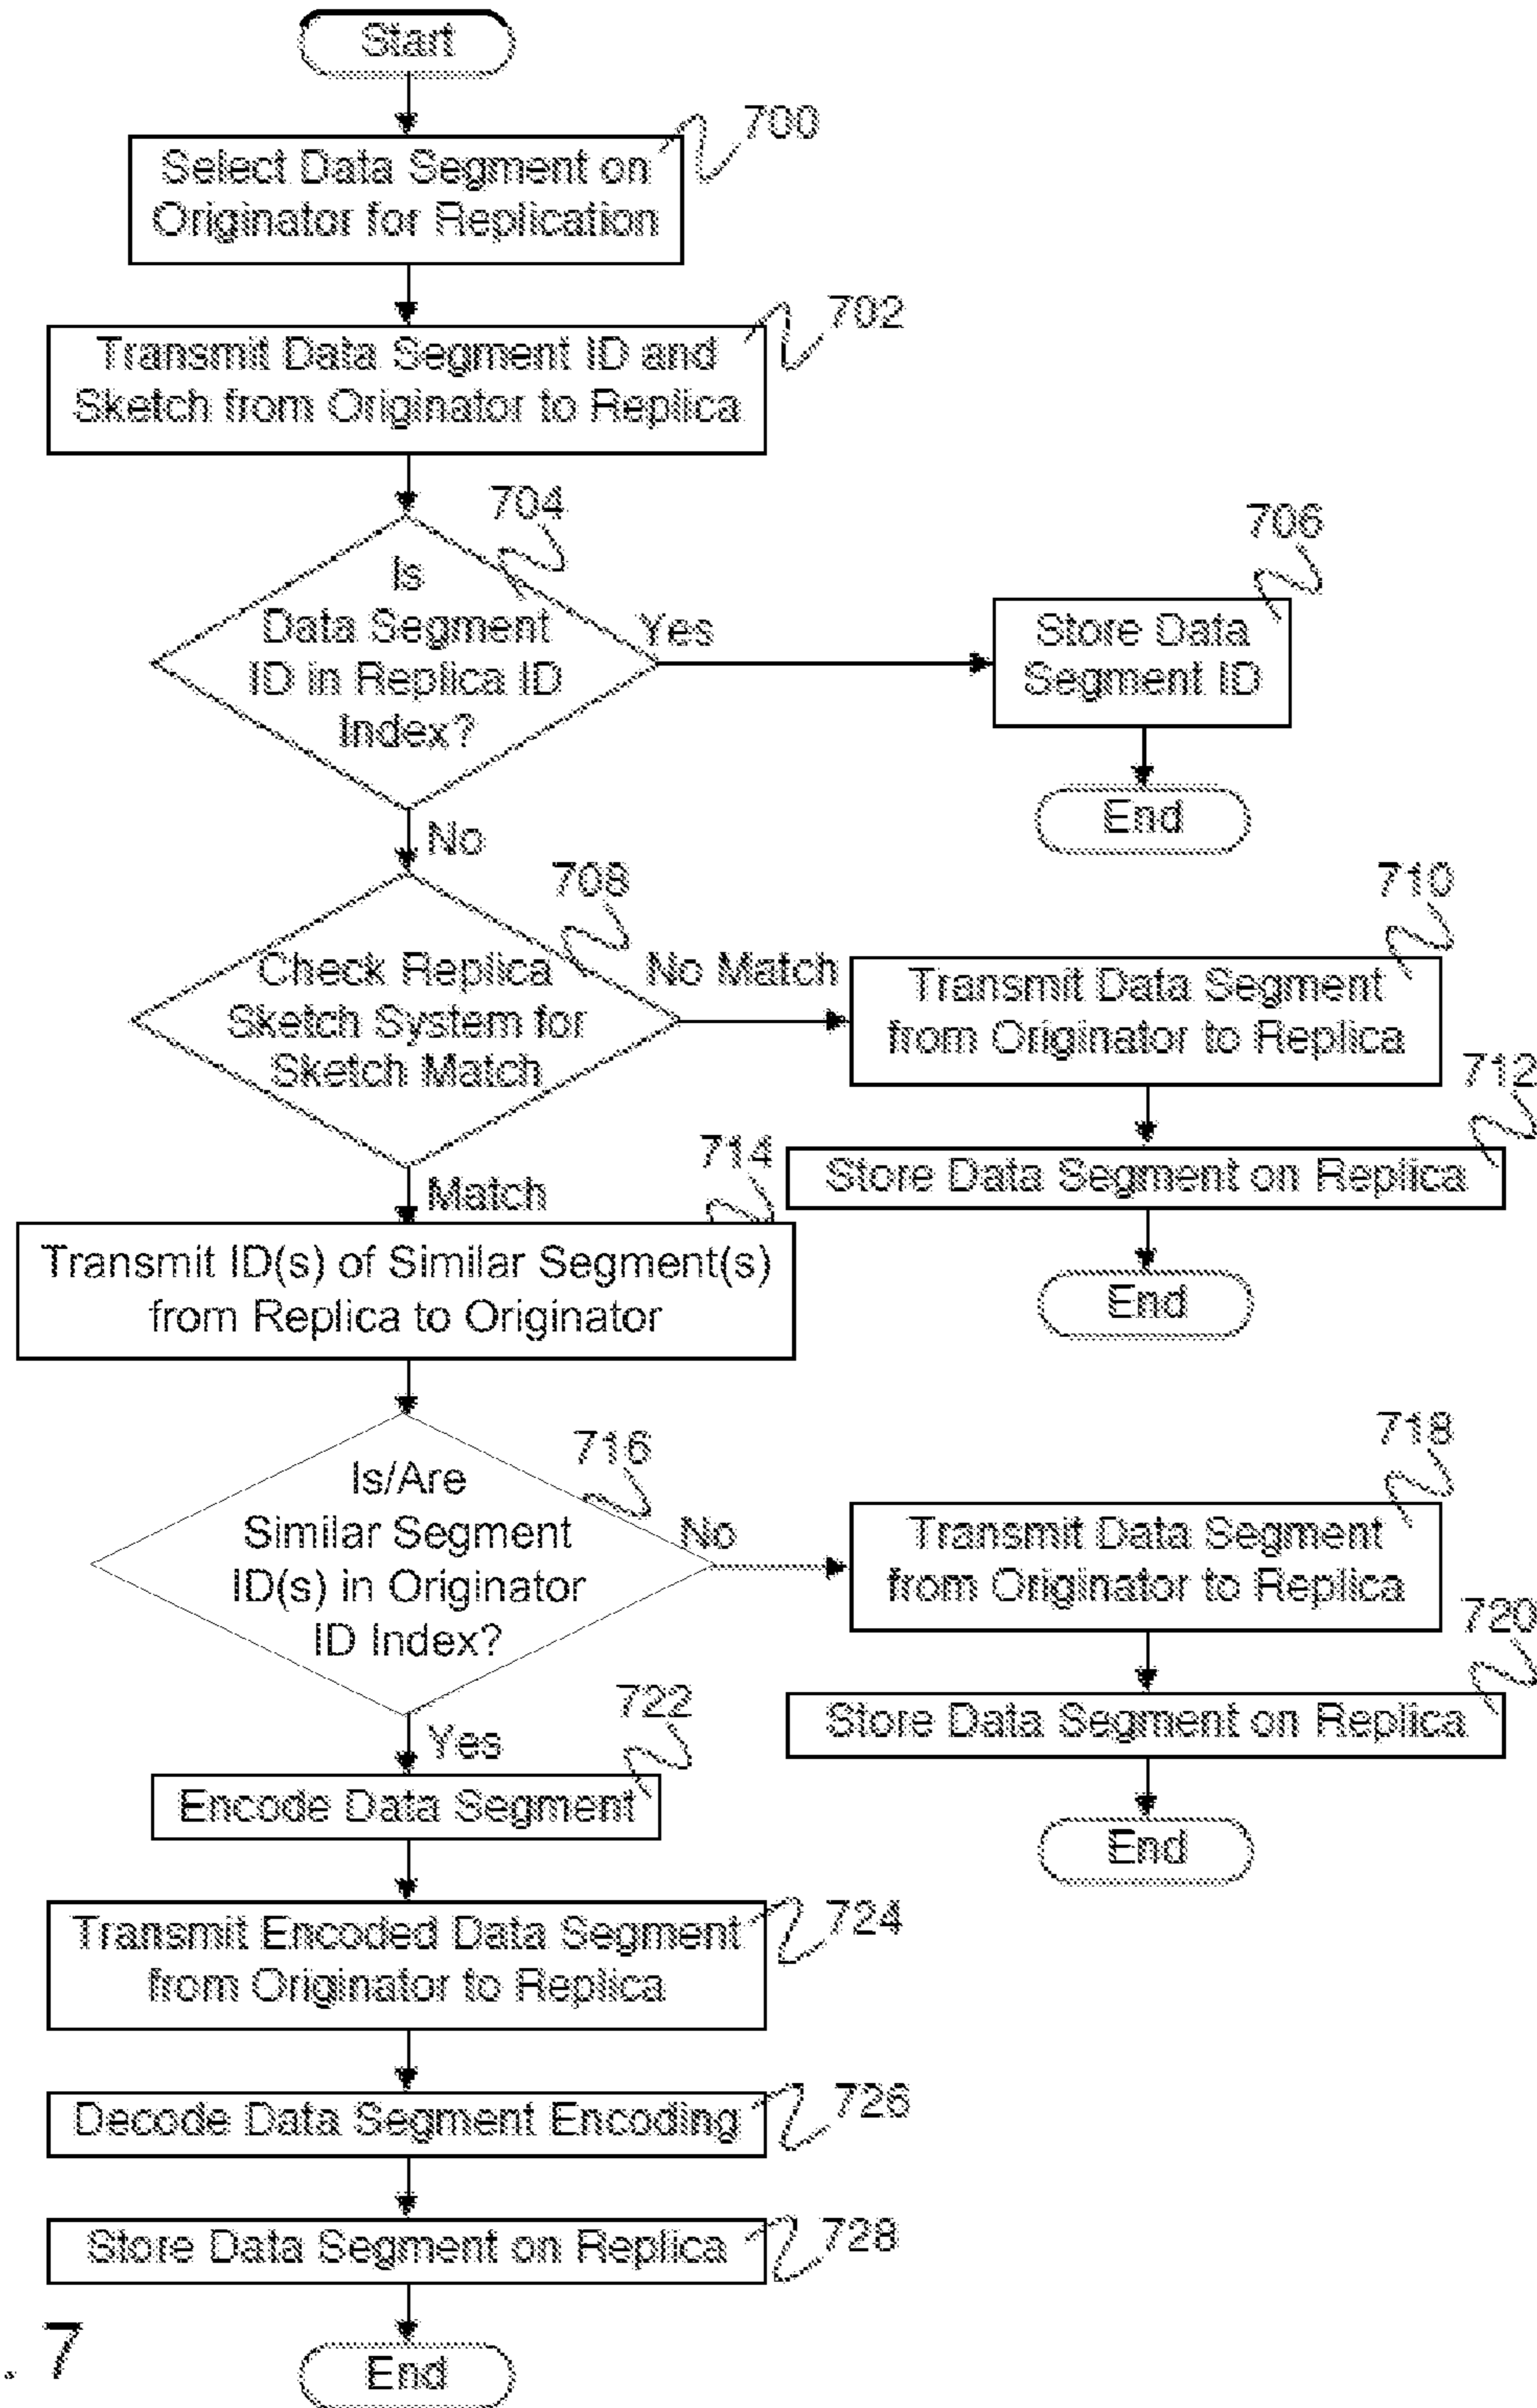 Start
700
Select Data Segment on
Originator for Replication
702
Transmit Data Segment ID and
Sketch from Originator to Replica
704
Is
Data Segment
ID in Replica ID
Index?
Yes
706
Store Data
Segment ID
End
No
708
Check Replica
Sketch System for
Sketch Match
No Match
710
Transmit Data Segment
from Originator to Replica
712
Store Data Segment on Replica
End
Match
714
Transmit ID(s) of Similar Segment(s)
from Replica to Originator
716
Is/Are
Similar Segment
ID(s) in Originator
ID Index?
No
718
Transmit Data Segment
from Originator to Replica
720
Store Data Segment on Replica
End
Yes
722
Encode Data Segment
724
Transmit Encoded Data Segment
from Originator to Replica
726
Decode Data Segment Encoding
728
Store Data Segment on Replica
End
. 7